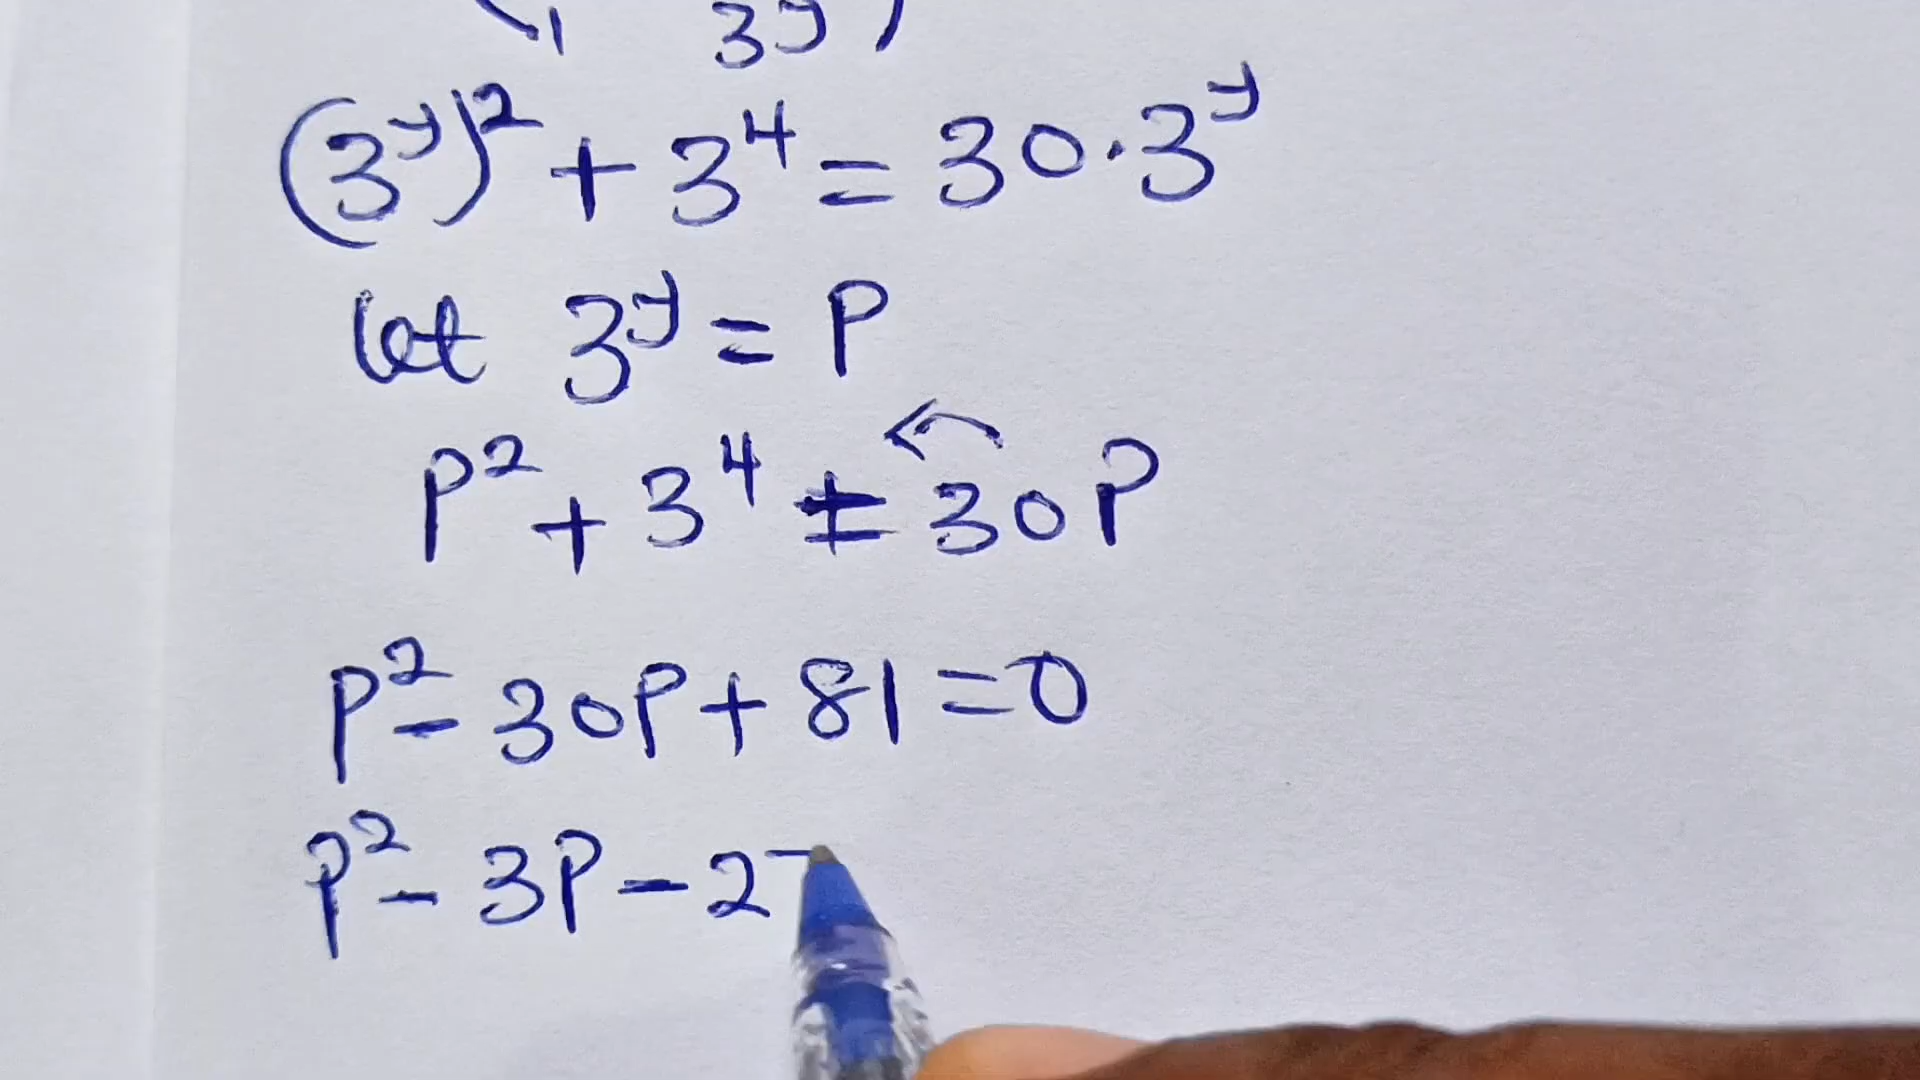 (3^y)^2 + 3^4 = 30·3^y
let 3^y = P
P^2 + 3^4 = 30P
P^2 - 30P + 81 = 0
P^2 - 3P - 27